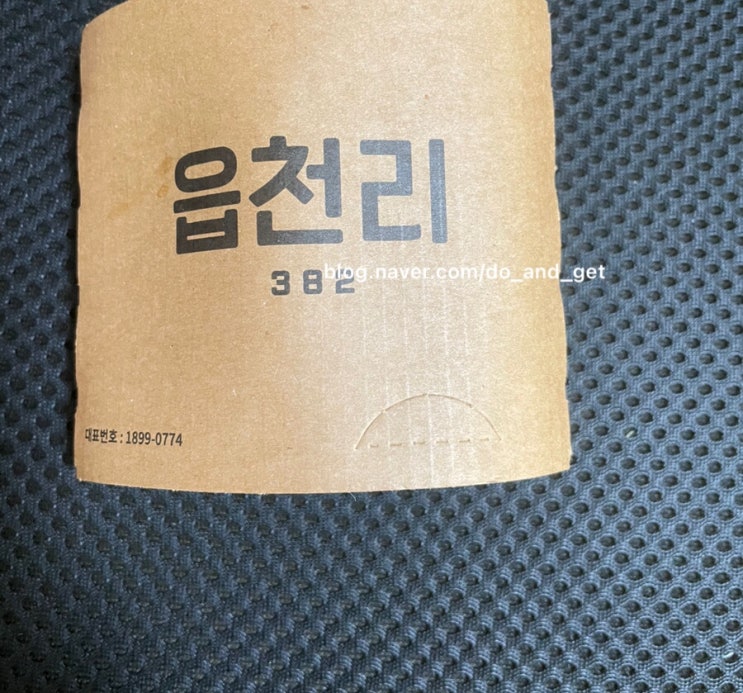 읍천리
382
blog.naver.com/do_and_get
대표번호 : 1899-0774